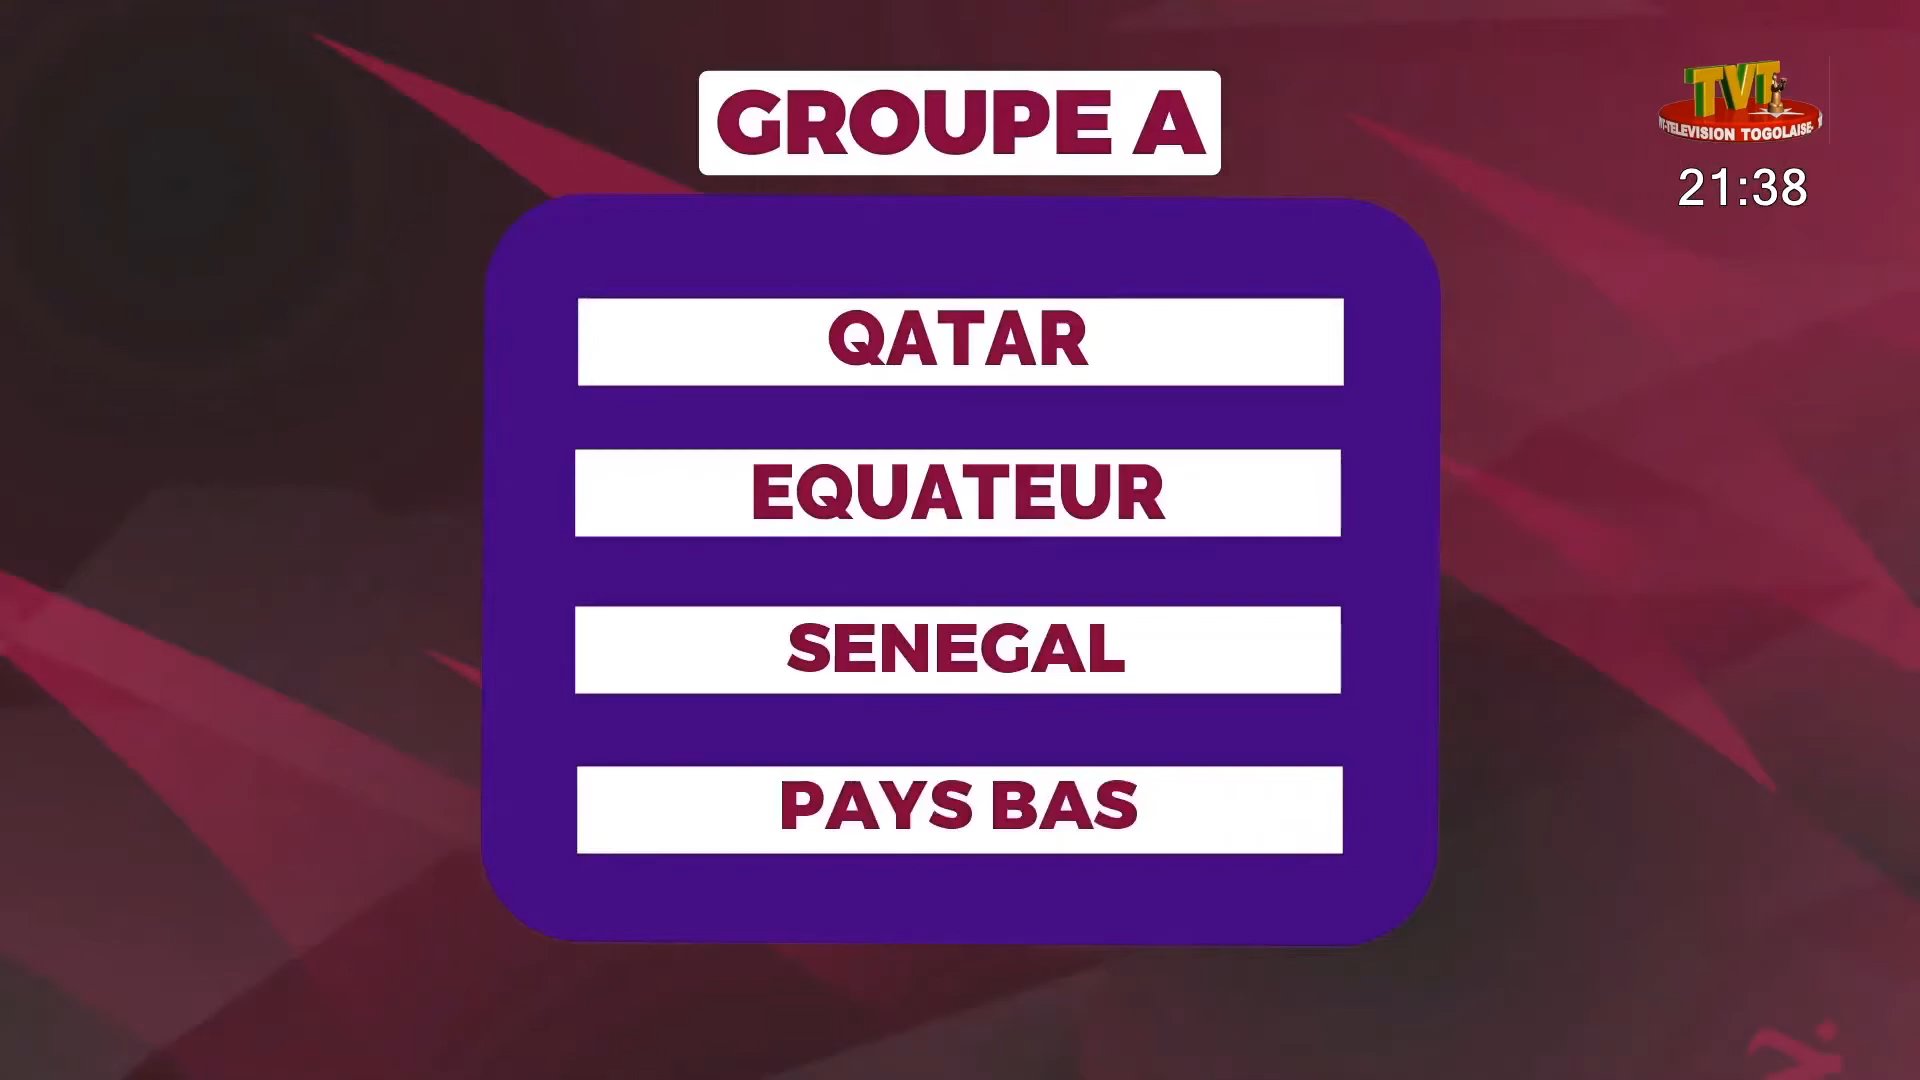 GROUPE A
TVT
TELEVISION TOGOLAISE
21:38
QATAR
EQUATEUR
SENEGAL
PAYS BAS